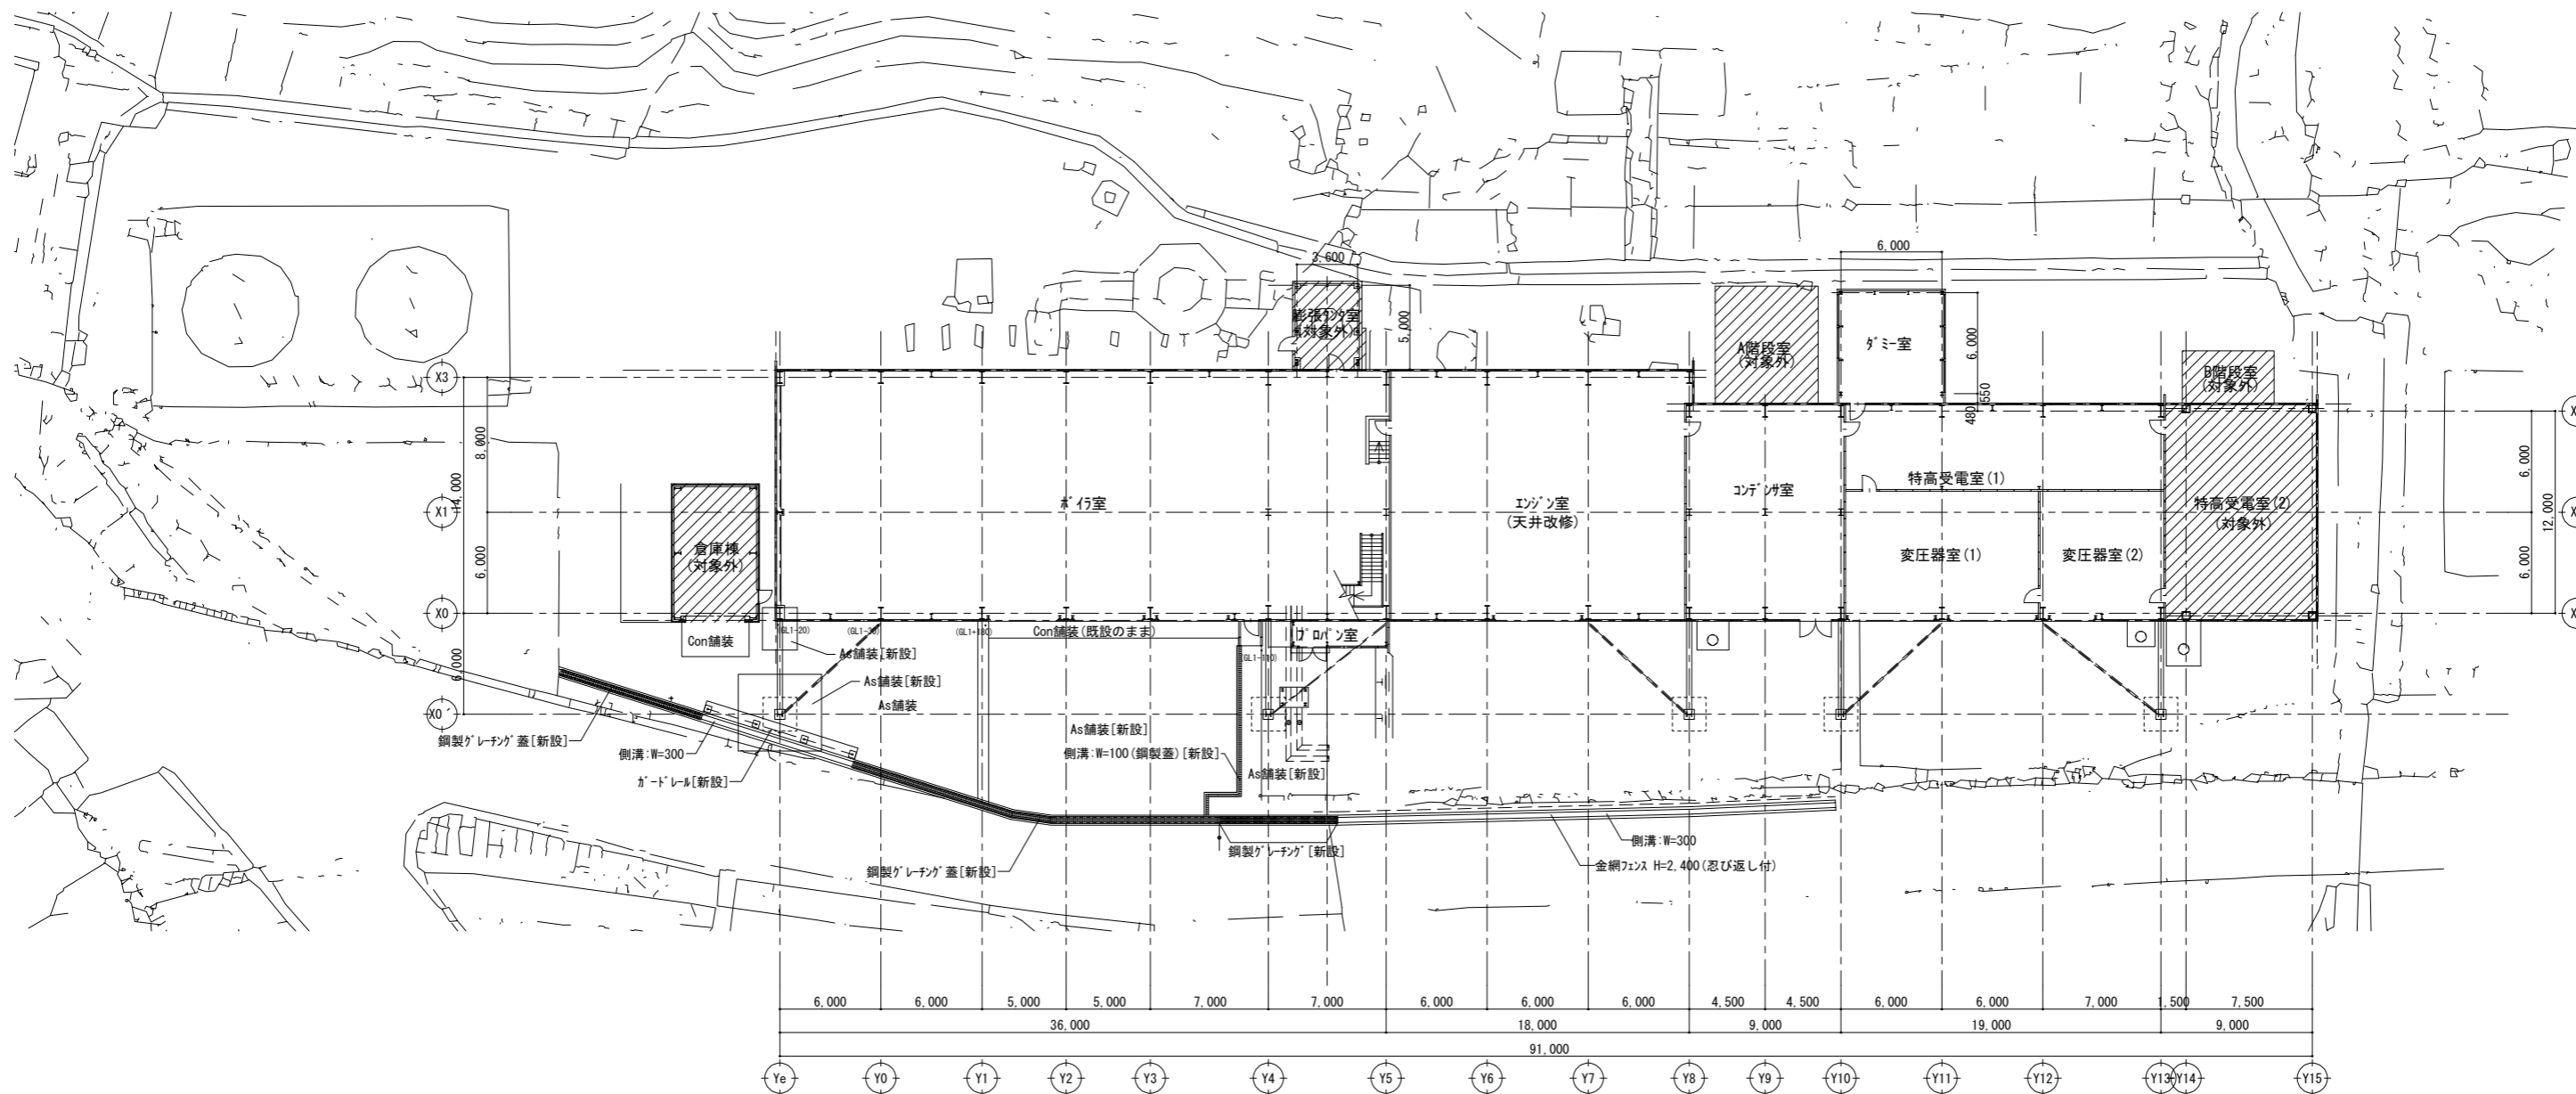 6,000
3,600
膨張ﾀﾝｸ室
(対象外)
5,000
A階段室
(対象外)
ﾀﾞﾐｰ室
6,000
550
480
B階段室
(対象外)
X3
8,000
14,000
X1
6,000
X0
6,000
X0´
ﾎﾞｲﾗ室
ｴﾝｼﾞﾝ室
(天井改修)
ｺﾝﾃﾞﾝｻ室
特高受電室(1)
特高受電室(2)
(対象外)
変圧器室(1)
変圧器室(2)
6,000
12,000
6,000
X
X
X
倉庫棟
(対象外)
Con舗装
(GL1-20)
(GL1-30)
(GL1+180)
Con舗装(既設のまま)
ﾌﾟﾛﾊﾟﾝ室
(GL1-110)
As舗装[新設]
As舗装[新設]
As舗装
鋼製ｸﾞﾚｰﾁﾝｸﾞ蓋[新設]
側溝:W=300
ｶﾞｰﾄﾞﾚｰﾙ[新設]
As舗装[新設]
側溝:W=100(鋼製蓋)[新設]
As舗装[新設]
鋼製ｸﾞﾚｰﾁﾝｸﾞ蓋[新設]
鋼製ｸﾞﾚｰﾁﾝｸﾞ[新設]
側溝:W=300
金網ﾌｪﾝｽ H=2,400(忍び返し付)
6,000 6,000 5,000 5,000 7,000 7,000 6,000 6,000 6,000 4,500 4,500 6,000 6,000 7,000 1,500 7,500
36,000 18,000 9,000 19,000 9,000
91,000
Ye Y0 Y1 Y2 Y3 Y4 Y5 Y6 Y7 Y8 Y9 Y10 Y11 Y12 Y13 Y14 Y15